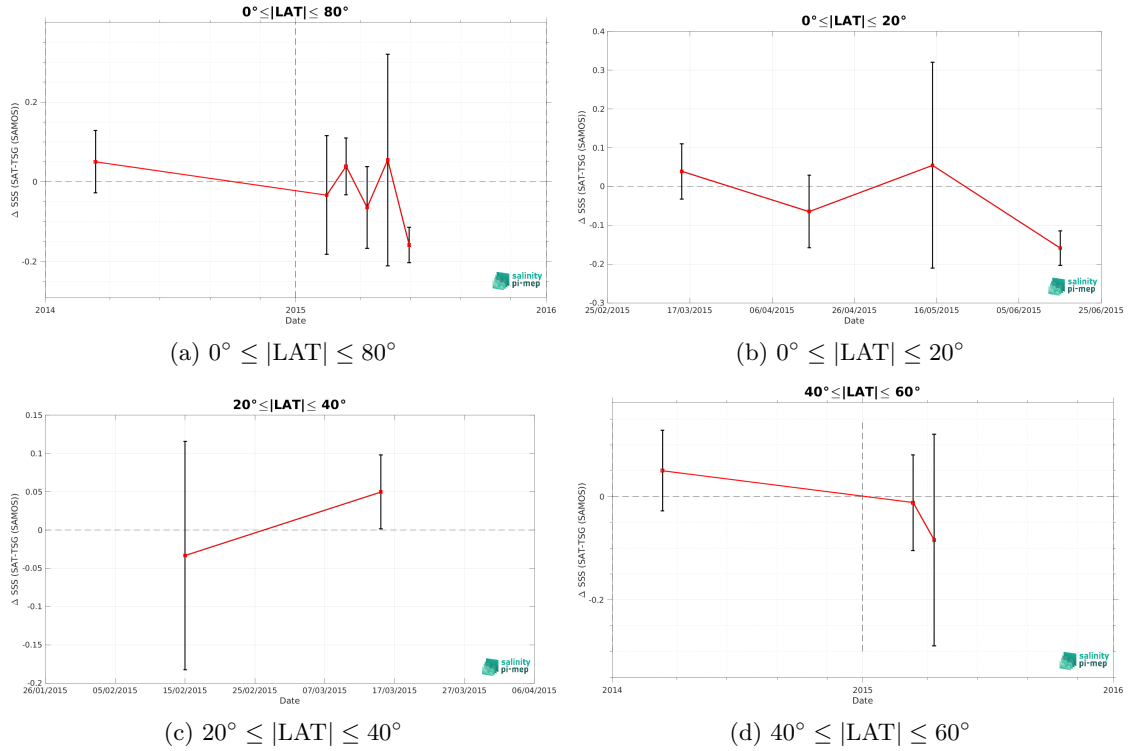 0°≤|LAT|≤ 80°
Δ SSS (SAT-TSG (SAMOS))
0.2
0
-0.2
2014 2015 2016
Date
salinity
pi-mep
(a) 0° ≤ |LAT| ≤ 80°
0°≤|LAT|≤ 20°
Δ SSS (SAT-TSG (SAMOS))
0.4
0.3
0.2
0.1
0
-0.1
-0.2
-0.3
25/02/2015 17/03/2015 06/04/2015 26/04/2015 16/05/2015 05/06/2015 25/06/2015
Date
salinity
pi-mep
(b) 0° ≤ |LAT| ≤ 20°
20°≤|LAT|≤ 40°
Δ SSS (SAT-TSG (SAMOS))
0.15
0.1
0.05
0
-0.05
-0.1
-0.15
-0.2
26/01/2015 05/02/2015 15/02/2015 25/02/2015 07/03/2015 17/03/2015 27/03/2015 06/04/2015
Date
salinity
pi-mep
(c) 20° ≤ |LAT| ≤ 40°
40°≤|LAT|≤ 60°
Δ SSS (SAT-TSG (SAMOS))
0
-0.2
2014 2015 2016
Date
salinity
pi-mep
(d) 40° ≤ |LAT| ≤ 60°